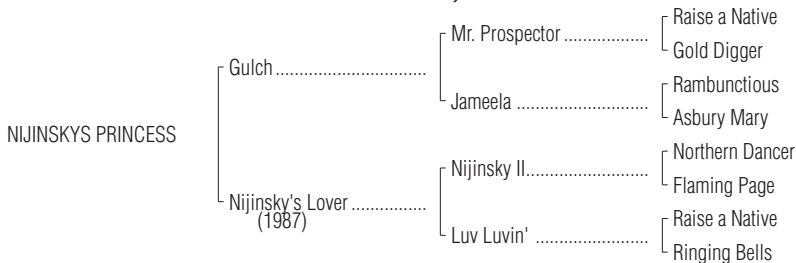 Raise a Native
Mr. Prospector ..................
Gold Digger
Gulch................................
Rambunctious
Jameela ............................
Asbury Mary
NIJINSKYS PRINCESS
Northern Dancer
Nijinsky II..........................
Flaming Page
Nijinsky's Lover ................
(1987)
Raise a Native
Luv Luvin' ........................
Ringing Bells